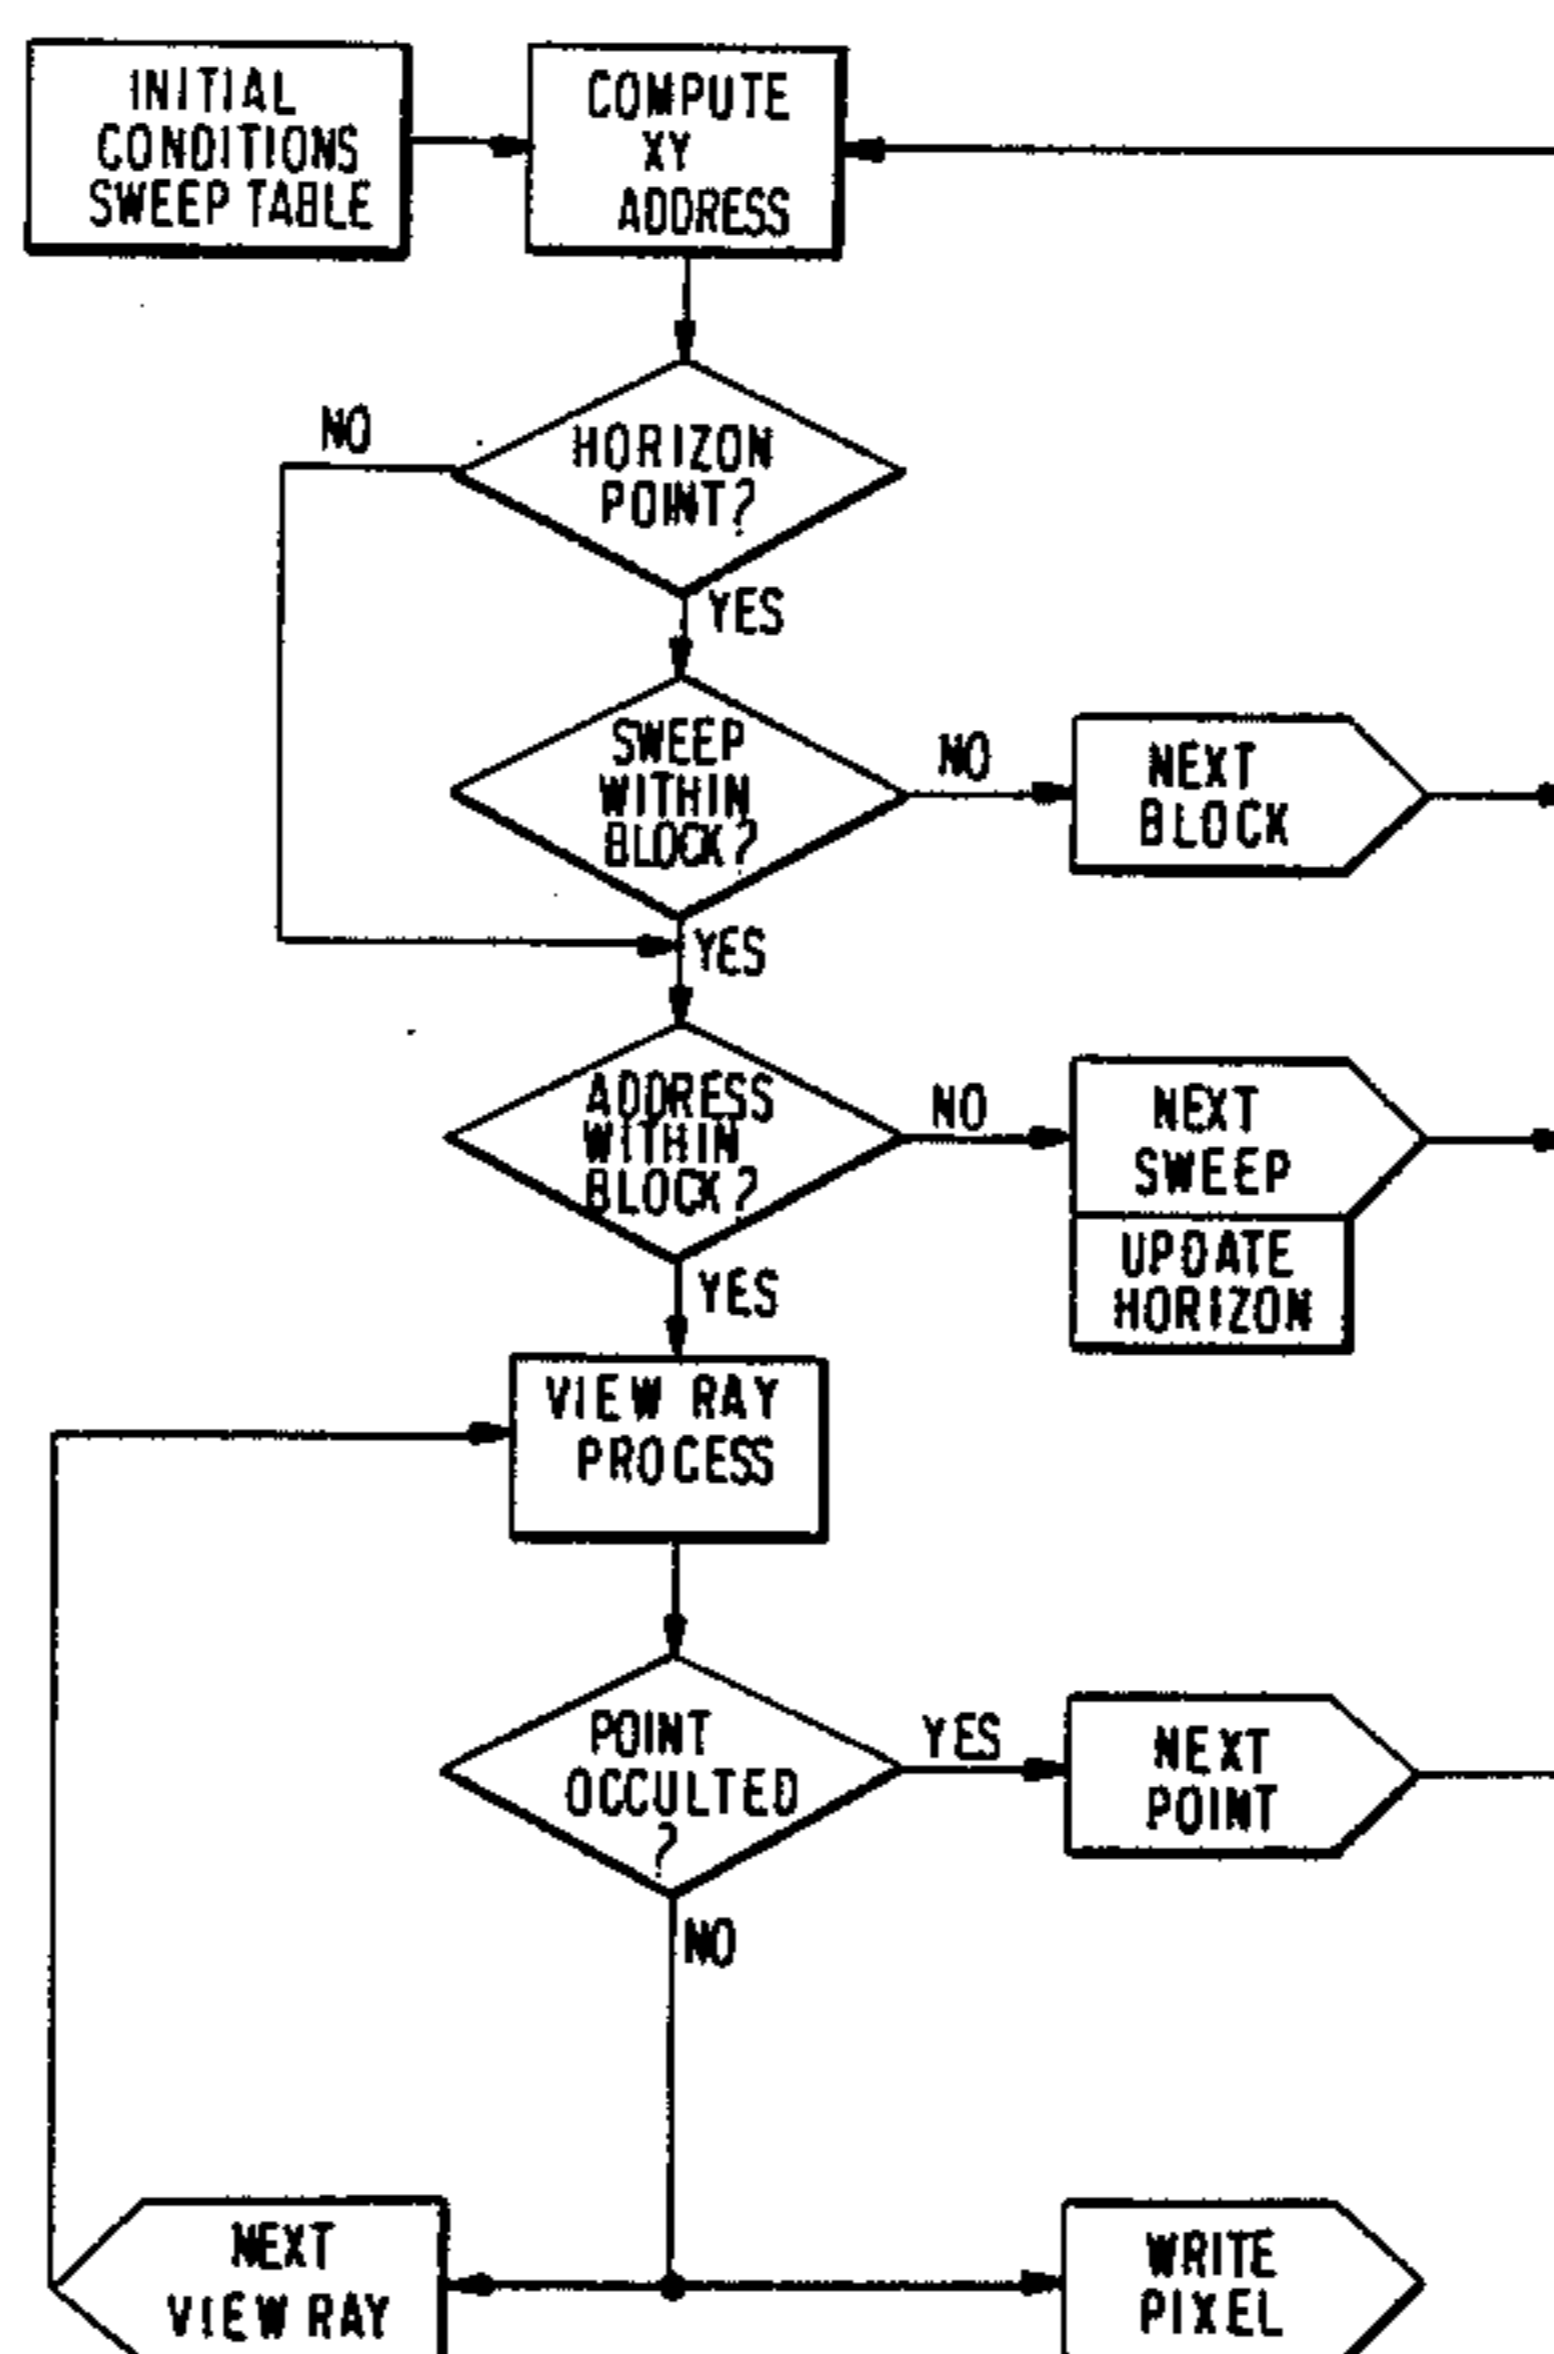 INITIAL
CONDITIONS
SWEEP TABLE
COMPUTE
XY
ADDRESS
NO
HORIZON
POINT?
YES
SWEEP
WITHIN
BLOCK?
NO
NEXT
BLOCK
YES
ADDRESS
WITHIN
BLOCK?
NO
NEXT
SWEEP
UPDATE
HORIZON
YES
VIEW RAY
PROCESS
POINT
OCCULTED
?
YES
NEXT
POINT
NO
NEXT
VIEW RAY
WRITE
PIXEL